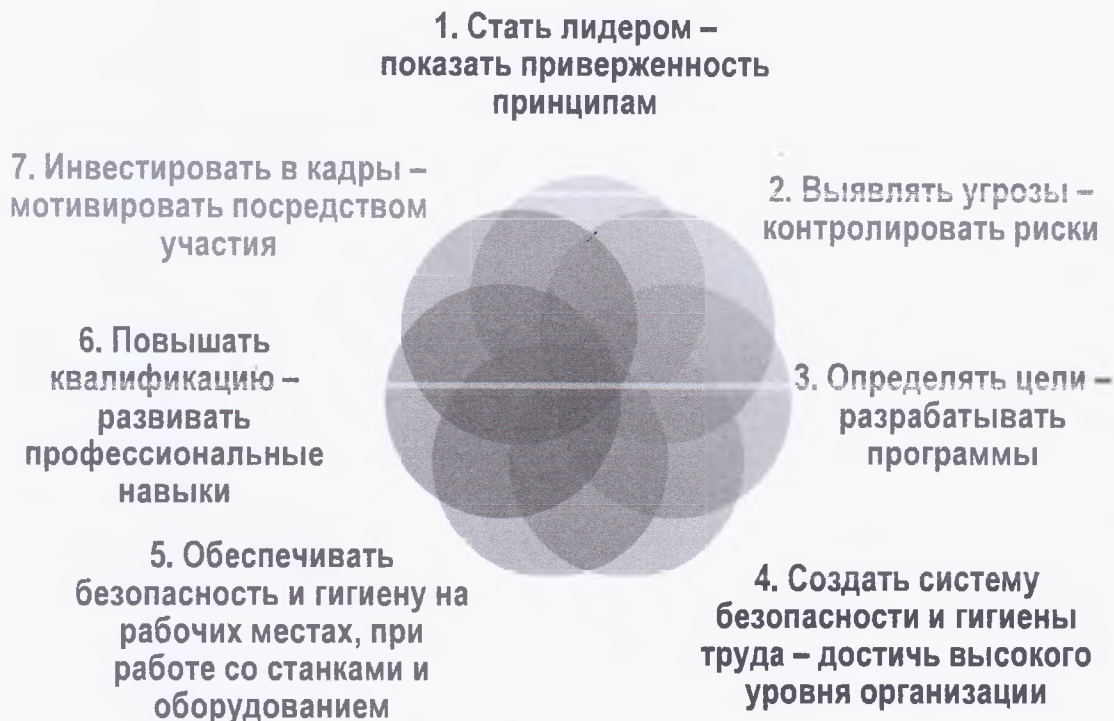 1. Стать лидером –
показать приверженность
принципам
2. Выявлять угрозы –
контролировать риски
3. Определять цели –
разрабатывать
программы
4. Создать систему
безопасности и гигиены
труда – достичь высокого
уровня организации
5. Обеспечивать
безопасность и гигиену на
рабочих местах, при
работе со станками и
оборудованием
6. Повышать
квалификацию –
развивать
профессиональные
навыки
7. Инвестировать в кадры –
мотивировать посредством
участия